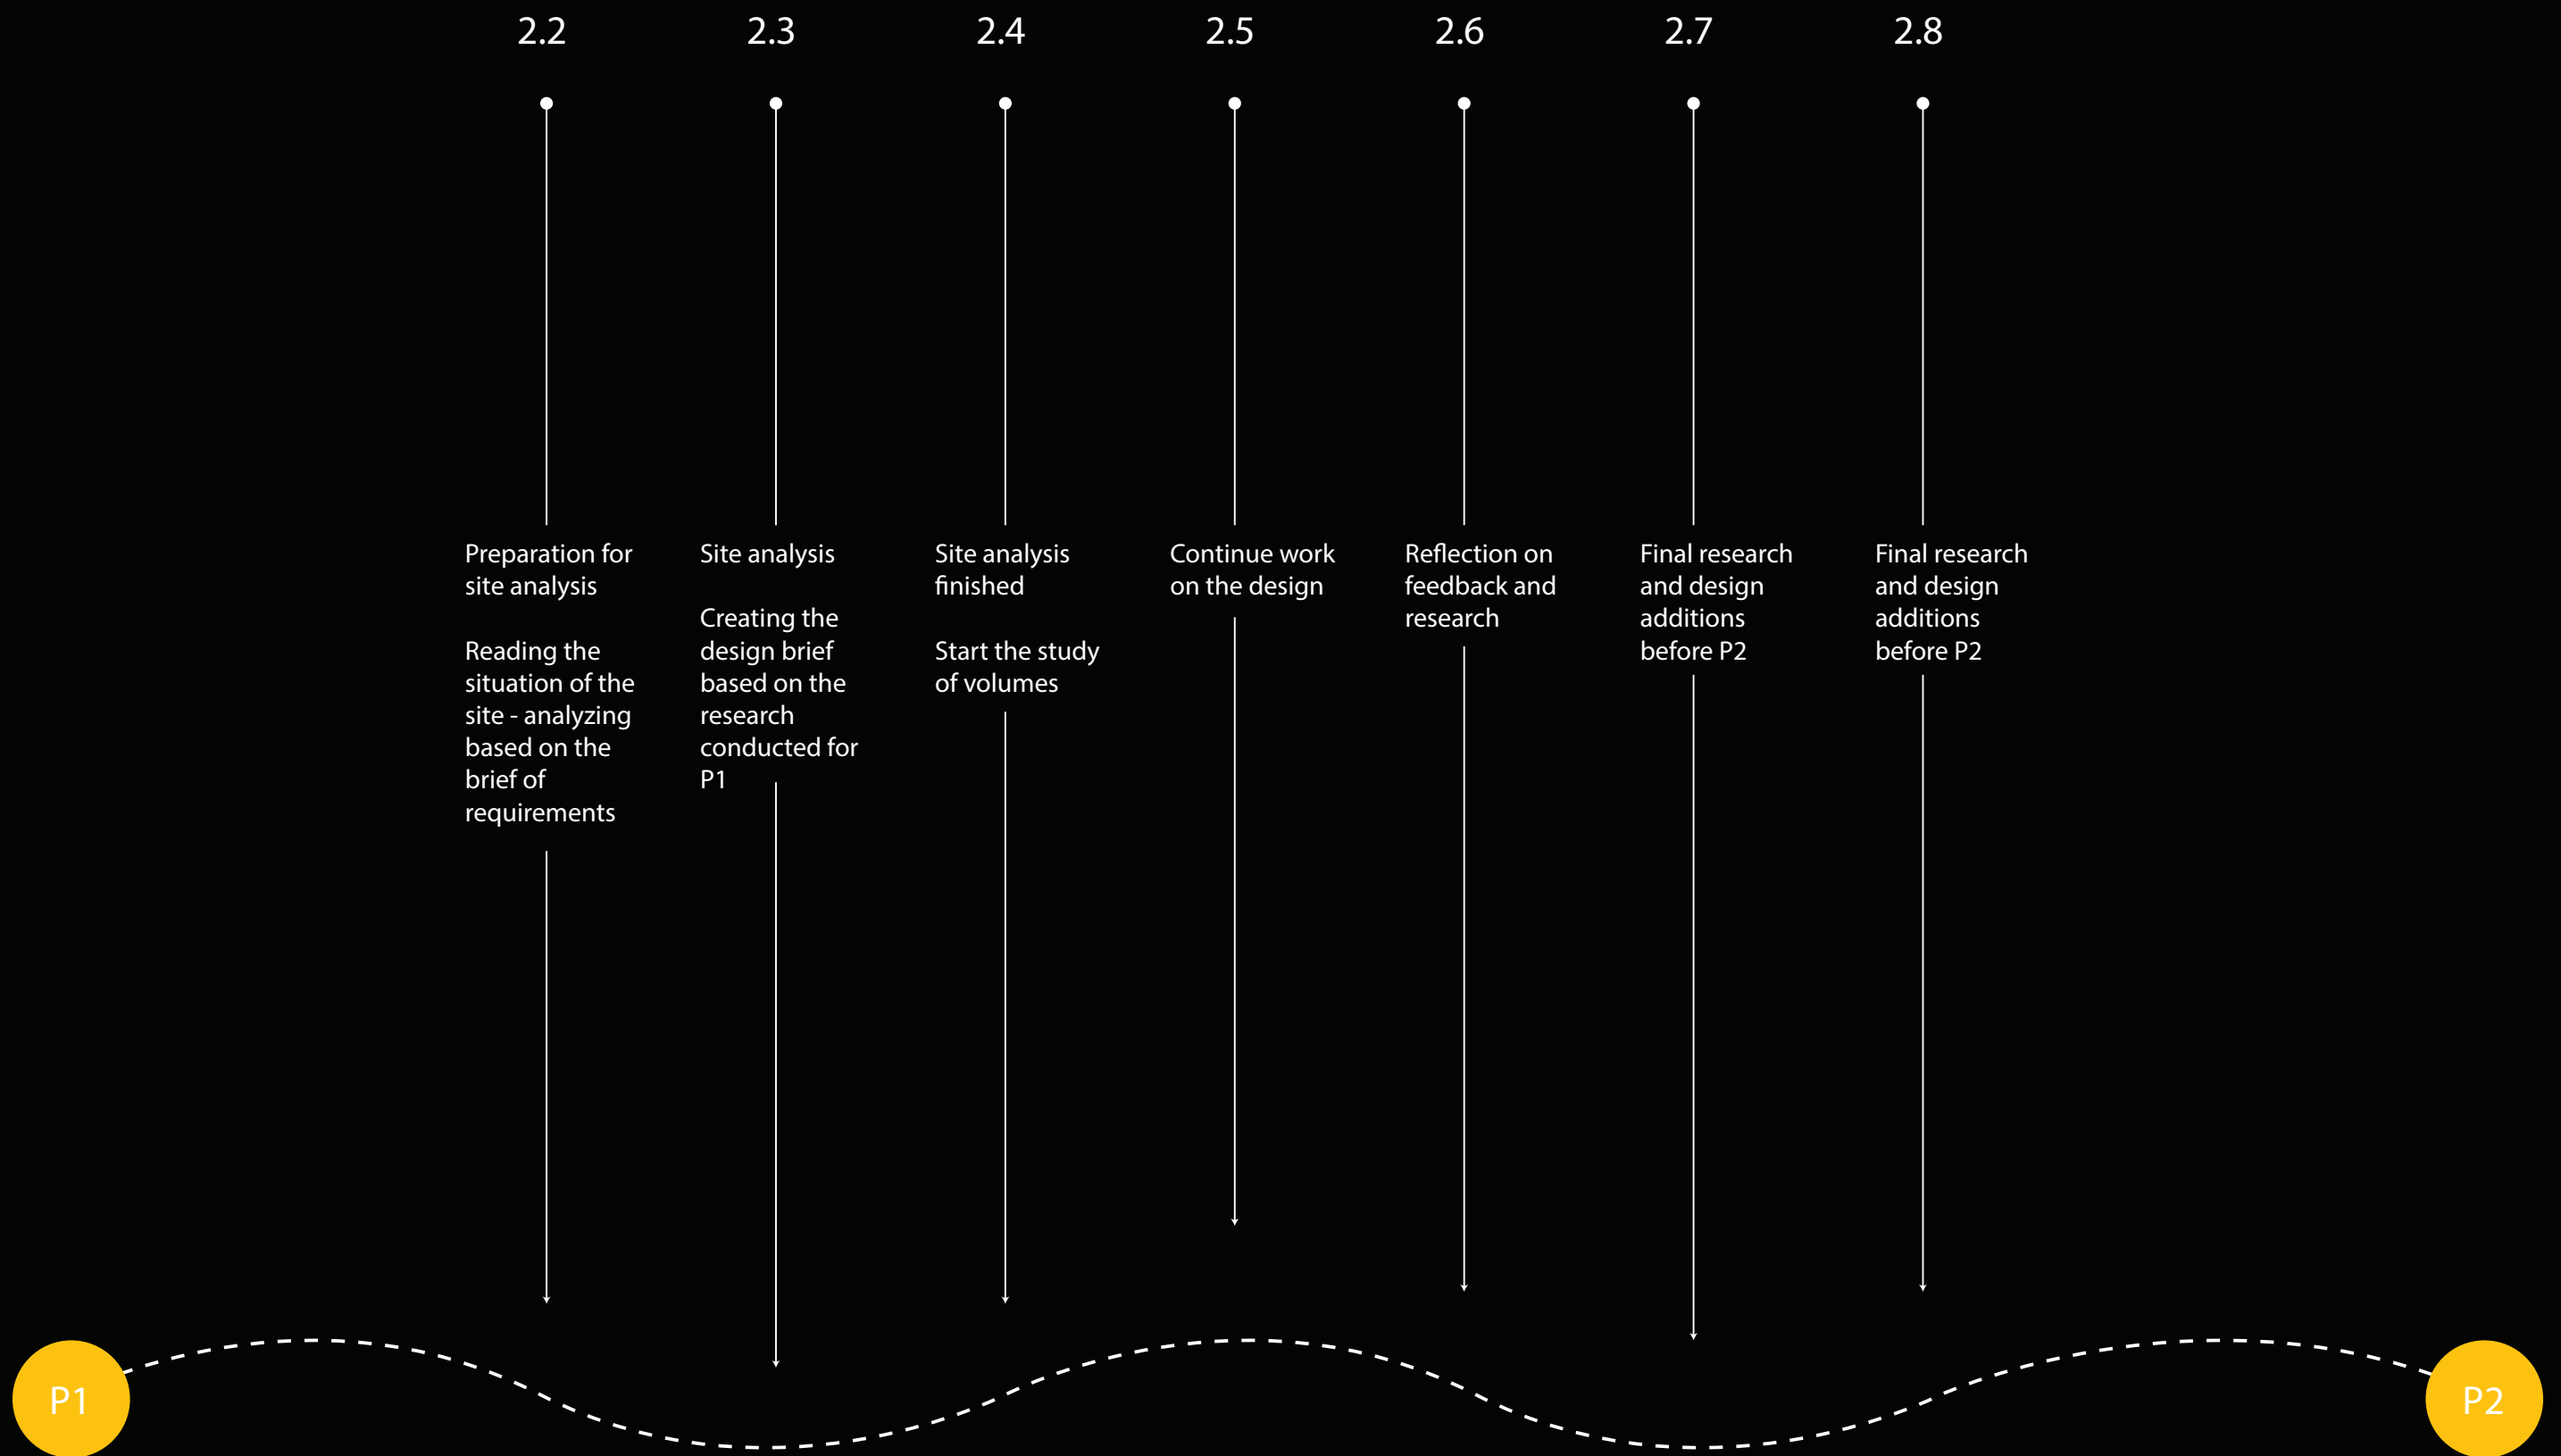 2.2
2.3
2.4
2.5
2.6
2.7
2.8
Preparation for
site analysis
Reading the
situation of the
site - analyzing
based on the
brief of
requirements
Site analysis
Creating the
design brief
based on the
research
conducted for
P1
Site analysis
finished
Start the study
of volumes
Continue work
on the design
Reflection on
feedback and
research
Final research
and design
additions
before P2
Final research
and design
additions
before P2
P1
P2